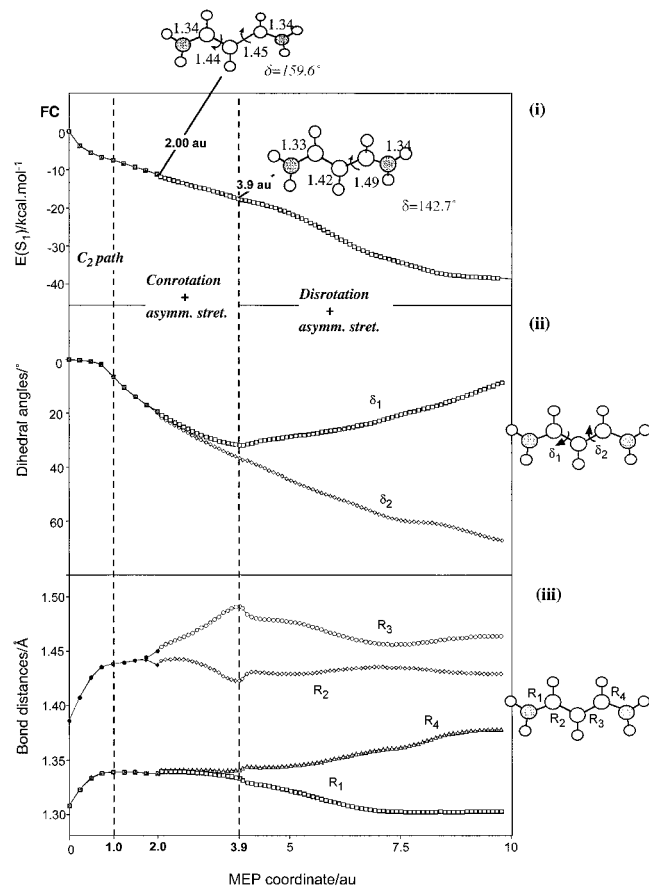 1.34
1.34
1.44
1.45
δ=159.6°
FC
(i)
0
-10
-20
-30
-40
E(S₁)/kcal.mol⁻¹
2.00 au
3.9 au
1.33
1.34
1.42
1.49
δ=142.7°
C₂ path
Conrotation
+
asymm. stret.
Disrotation
+
asymm. stret.
(ii)
0
20
40
60
Dihedral angles/°
δ₁
δ₂
δ₁
δ₂
(iii)
1.50
1.45
1.40
1.35
1.30
Bond distances/Å
R₃
R₂
R₄
R₁
R₁
R₄
R₂
R₃
0
1.0
2.0
3.9
5
7.5
10
MEP coordinate/au